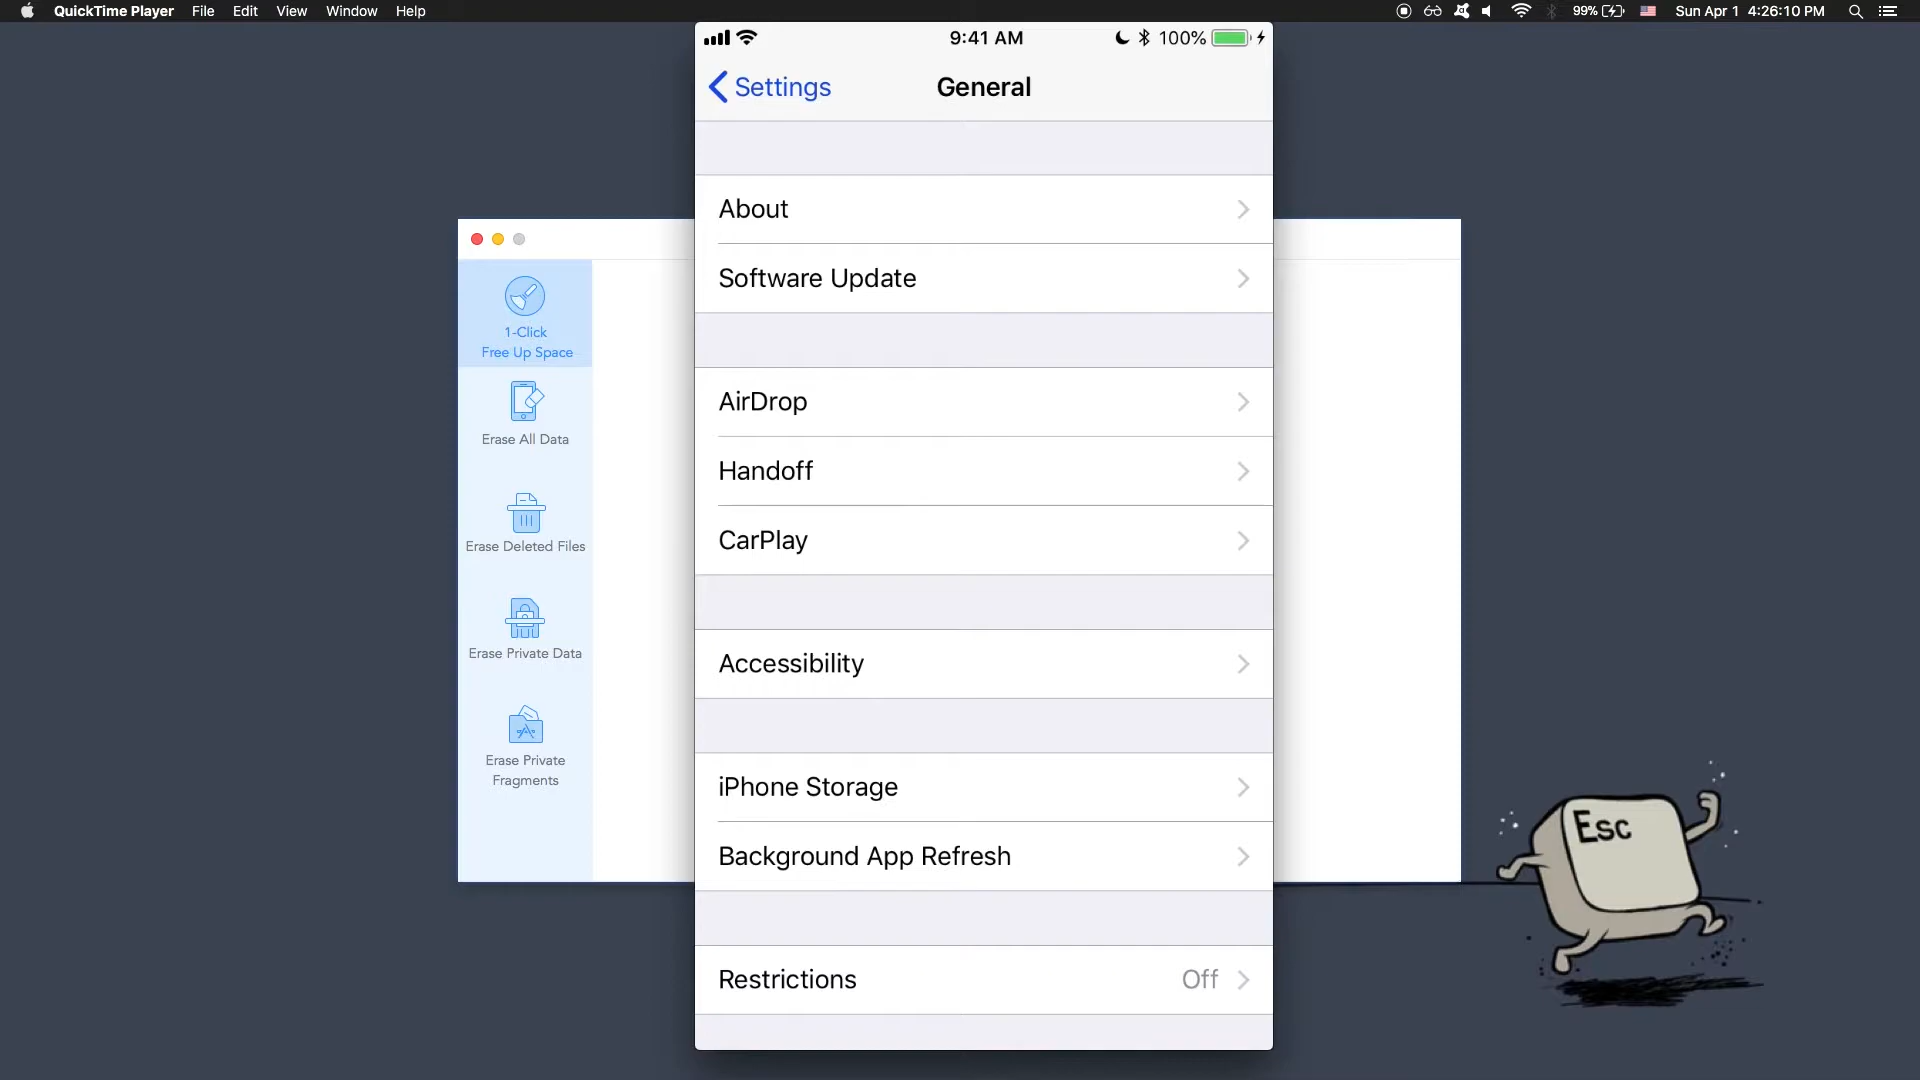 QuickTime Player File Edit View Window Help 99% Sun Apr 1 4:26:10 PM
9:41 AM 100%
Settings General
About
Software Update
AirDrop
Handoff
CarPlay
Accessibility
iPhone Storage
Background App Refresh
Restrictions Off
1-Click
Free Up Space
Erase All Data
Erase Deleted Files
Erase Private Data
Erase Private
Fragments
Esc